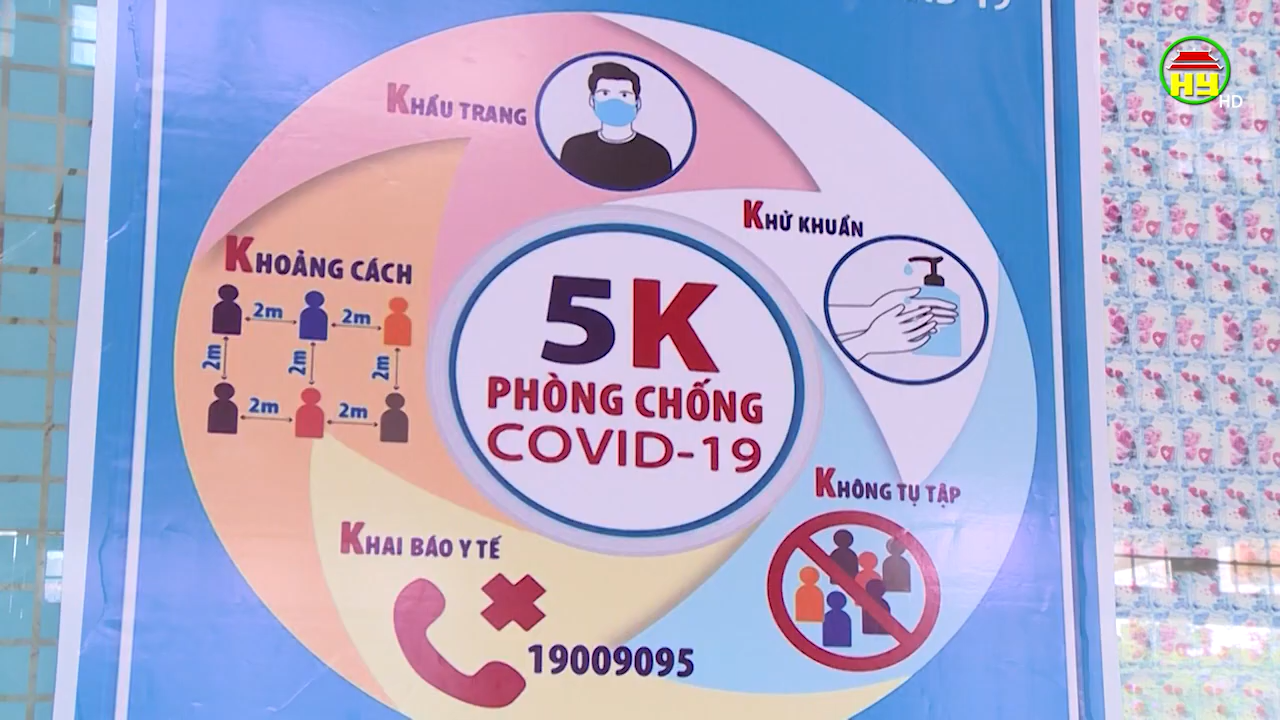 HY HD
KHẨU TRANG
KHỬ KHUẨN
KHOẢNG CÁCH
2m 2m
2m 2m 2m
2m 2m
5K
PHÒNG CHỐNG
COVID-19
KHÔNG TỤ TẬP
KHAI BÁO Y TẾ
19009095